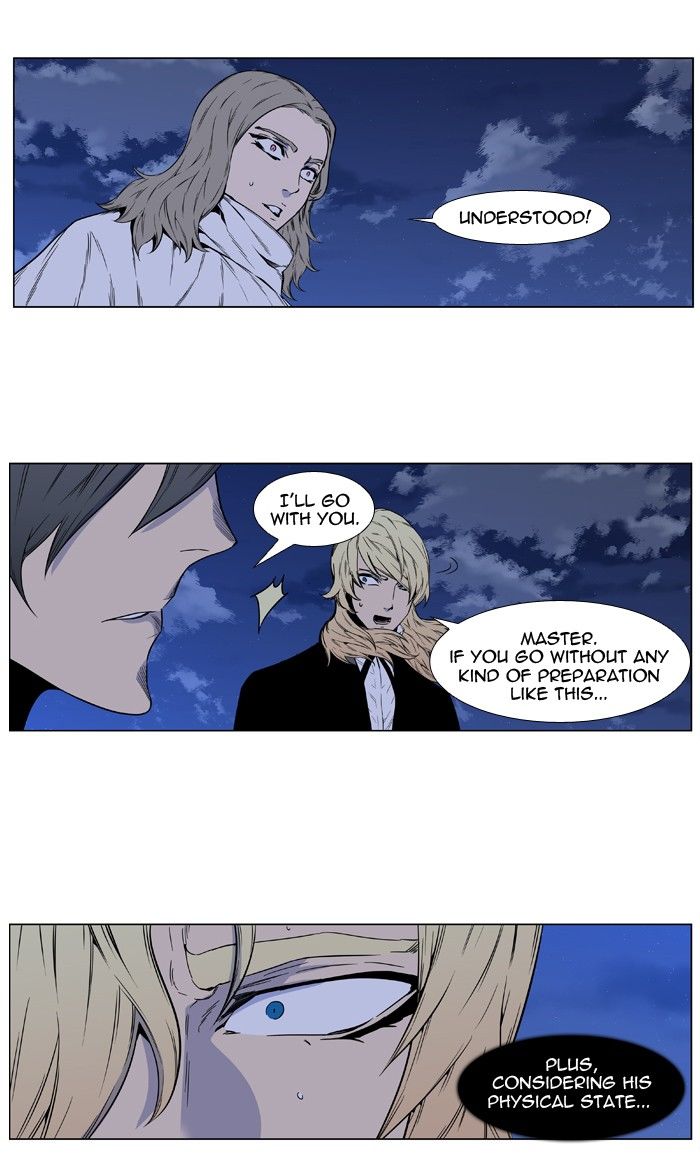 UNDERSTOOD!
I'LL GO
WITH YOU.
MASTER.
IF YOU GO WITHOUT ANY
KIND OF PREPARATION
LIKE THIS...
PLUS,
CONSIDERING HIS
PHYSICAL STATE...